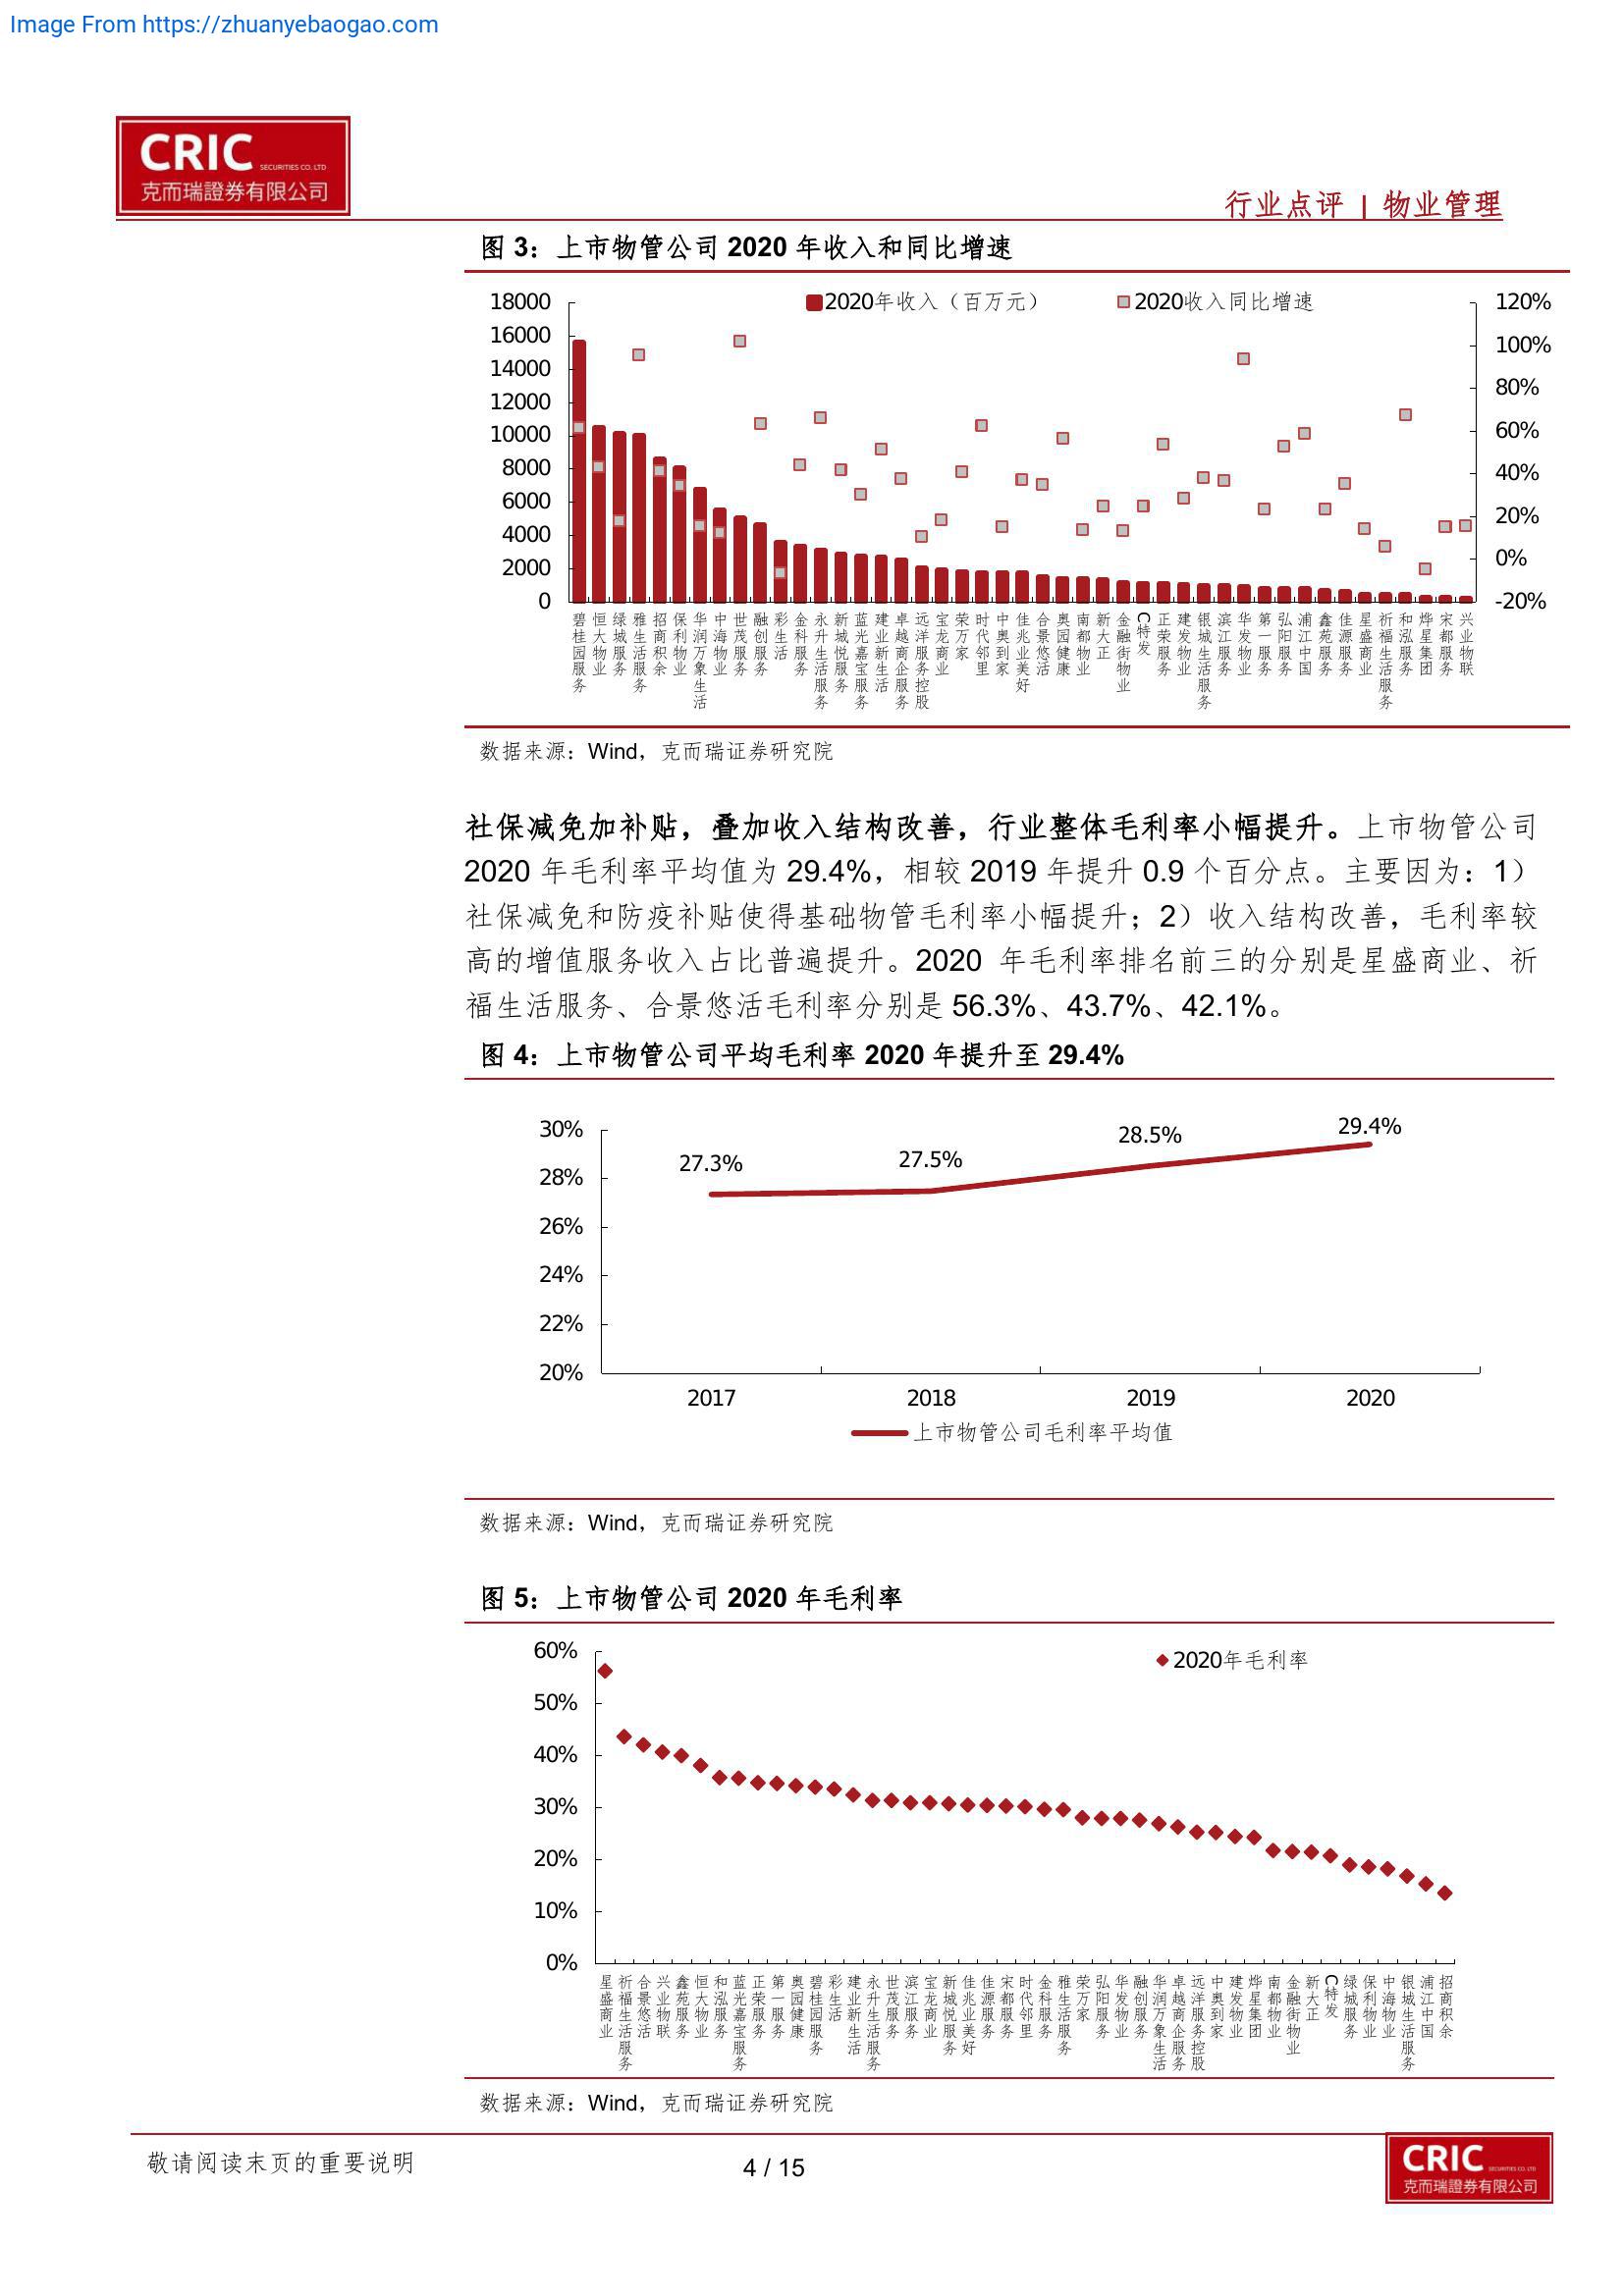 Image From https://zhuanyebaogao.com
CRIC SECURITIES CO. LTD
克而瑞證券有限公司
行业点评 | 物业管理
图 3：上市物管公司 2020 年收入和同比增速
2020年收入（百万元）
2020收入同比增速
18000
16000
14000
12000
10000
8000
6000
4000
2000
0
120%
100%
80%
60%
40%
20%
0%
-20%
碧桂园服务
恒大物业
绿城服务
雅生活服务
招商积余
保利物业
华润万象生活
中海物业
世茂服务
融创服务
彩生活
金科服务
永升生活服务
新城悦服务
蓝光嘉宝服务
建业新生活
卓越商企服务
远洋服务控股
宝龙商业
荣万家
时代邻里
中奥到家
佳兆业美好
合景悠活
奥园健康
南都物业
新大正
金融街物业
C特发
正荣服务
建发物业
银城生活服务
滨江服务
华发物业
第一服务
弘阳服务
浦江中国
鑫苑服务
佳源服务
星盛商业
祈福生活服务
和泓服务
烨星集团
宋都服务
兴业物联
数据来源：Wind，克而瑞证券研究院
社保减免加补贴，叠加收入结构改善，行业整体毛利率小幅提升。上市物管公司
2020 年毛利率平均值为 29.4%，相较 2019 年提升 0.9 个百分点。主要因为：1）
社保减免和防疫补贴使得基础物管毛利率小幅提升；2）收入结构改善，毛利率较
高的增值服务收入占比普遍提升。2020 年毛利率排名前三的分别是星盛商业、祈
福生活服务、合景悠活毛利率分别是 56.3%、43.7%、42.1%。
图 4：上市物管公司平均毛利率 2020 年提升至 29.4%
30%
28%
26%
24%
22%
20%
27.3%
27.5%
28.5%
29.4%
2017
2018
2019
2020
上市物管公司毛利率平均值
数据来源：Wind，克而瑞证券研究院
图 5：上市物管公司 2020 年毛利率
2020年毛利率
60%
50%
40%
30%
20%
10%
0%
星盛商业
祈福生活服务
合景悠活
兴业物联
鑫苑服务
恒大物业
和泓服务
蓝光嘉宝服务
正荣服务
第一服务
奥园健康
碧桂园服务
彩生活
建业新生活
永升生活服务
世茂服务
滨江服务
宝龙商业
新城悦服务
佳兆业美好
佳源服务
宋都服务
时代邻里
金科服务
雅生活服务
荣万家
弘阳服务
华发物业
融创服务
华润万象生活
卓越商企服务
远洋服务控股
中奥到家
建发物业
烨星集团
南都物业
金融街物业
新大正
C特发
绿城服务
保利物业
中海物业
银城生活服务
浦江中国
招商积余
数据来源：Wind，克而瑞证券研究院
敬请阅读末页的重要说明
4 / 15
CRIC SECURITIES CO. LTD
克而瑞證券有限公司